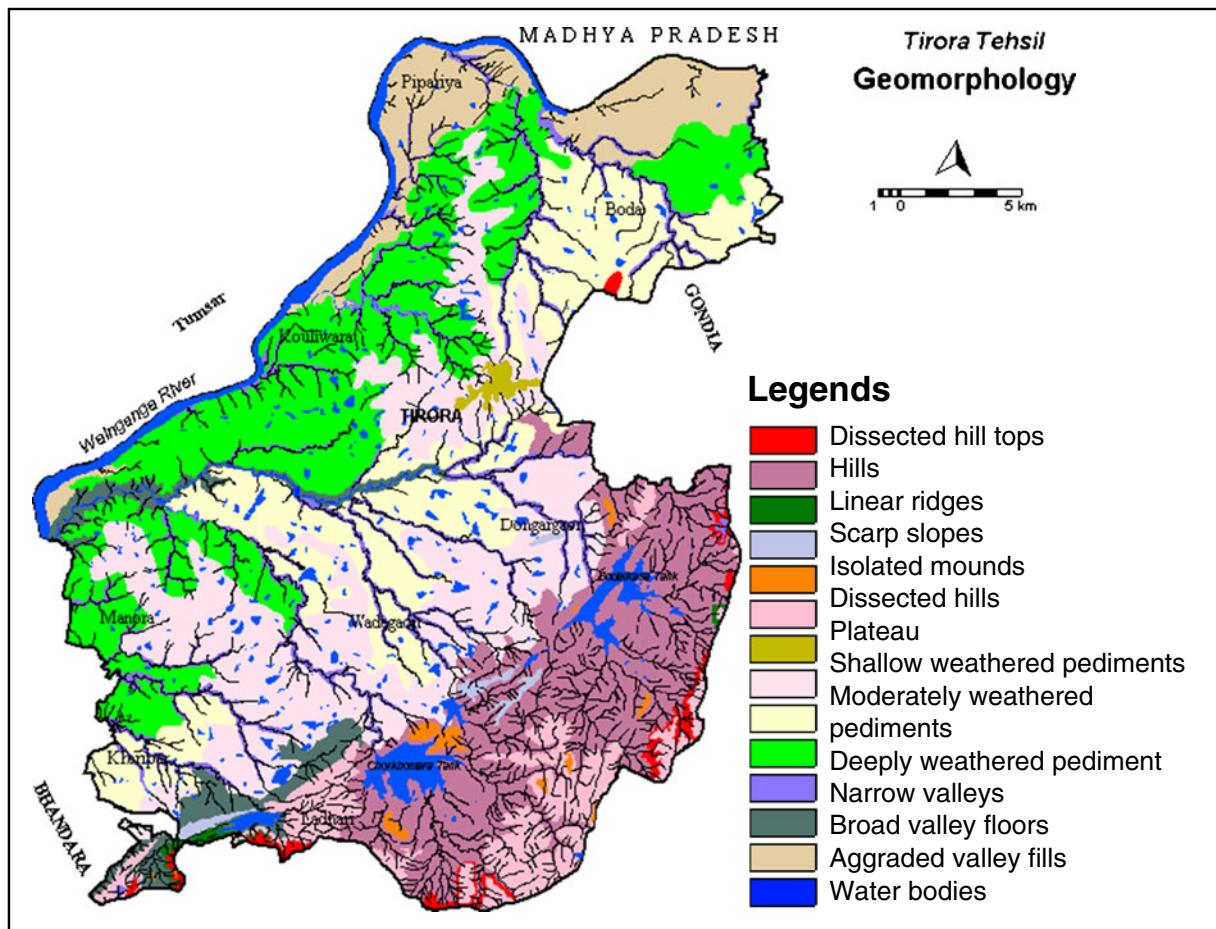 MADHYA PRADESH
Tirora Tehsil
Geomorphology
Pipariya
1 0 5 km
Bodai
GONDIA
Tumsar
Kouliwara
Wainganga River
TIRORA
Dongargaon
Manora
Wadegaon
BHANDARA
Legends
Dissected hill tops
Hills
Linear ridges
Scarp slopes
Isolated mounds
Dissected hills
Plateau
Shallow weathered pediments
Moderately weathered
pediments
Deeply weathered pediment
Narrow valleys
Broad valley floors
Aggraded valley fills
Water bodies